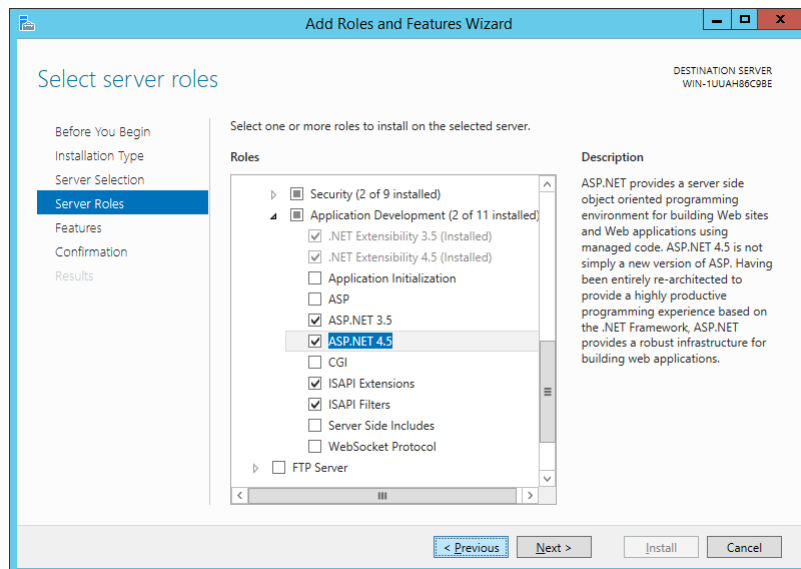 Add Roles and Features Wizard
Select server roles
DESTINATION SERVER
WIN-1UUAH86C9BE
Before You Begin
Installation Type
Server Selection
Server Roles
Features
Confirmation
Results
Select one or more roles to install on the selected server.
Roles
Security (2 of 9 installed)
Application Development (2 of 11 installed)
.NET Extensibility 3.5 (Installed)
.NET Extensibility 4.5 (Installed)
Application Initialization
ASP
ASP.NET 3.5
ASP.NET 4.5
CGI
ISAPI Extensions
ISAPI Filters
Server Side Includes
WebSocket Protocol
FTP Server
Description
ASP.NET provides a server side
object oriented programming
environment for building Web sites
and Web applications using
managed code. ASP.NET 4.5 is not
simply a new version of ASP. Having
been entirely re-architected to
provide a highly productive
programming experience based on
the .NET Framework, ASP.NET
provides a robust infrastructure for
building web applications.
< Previous
Next >
Install
Cancel